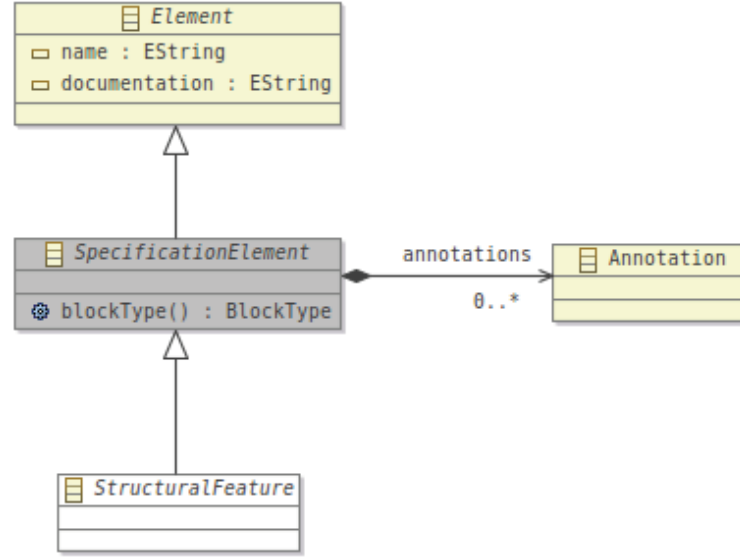 Element
name : EString
documentation : EString
SpecificationElement
blockType() : BlockType
annotations
0..*
Annotation
StructuralFeature